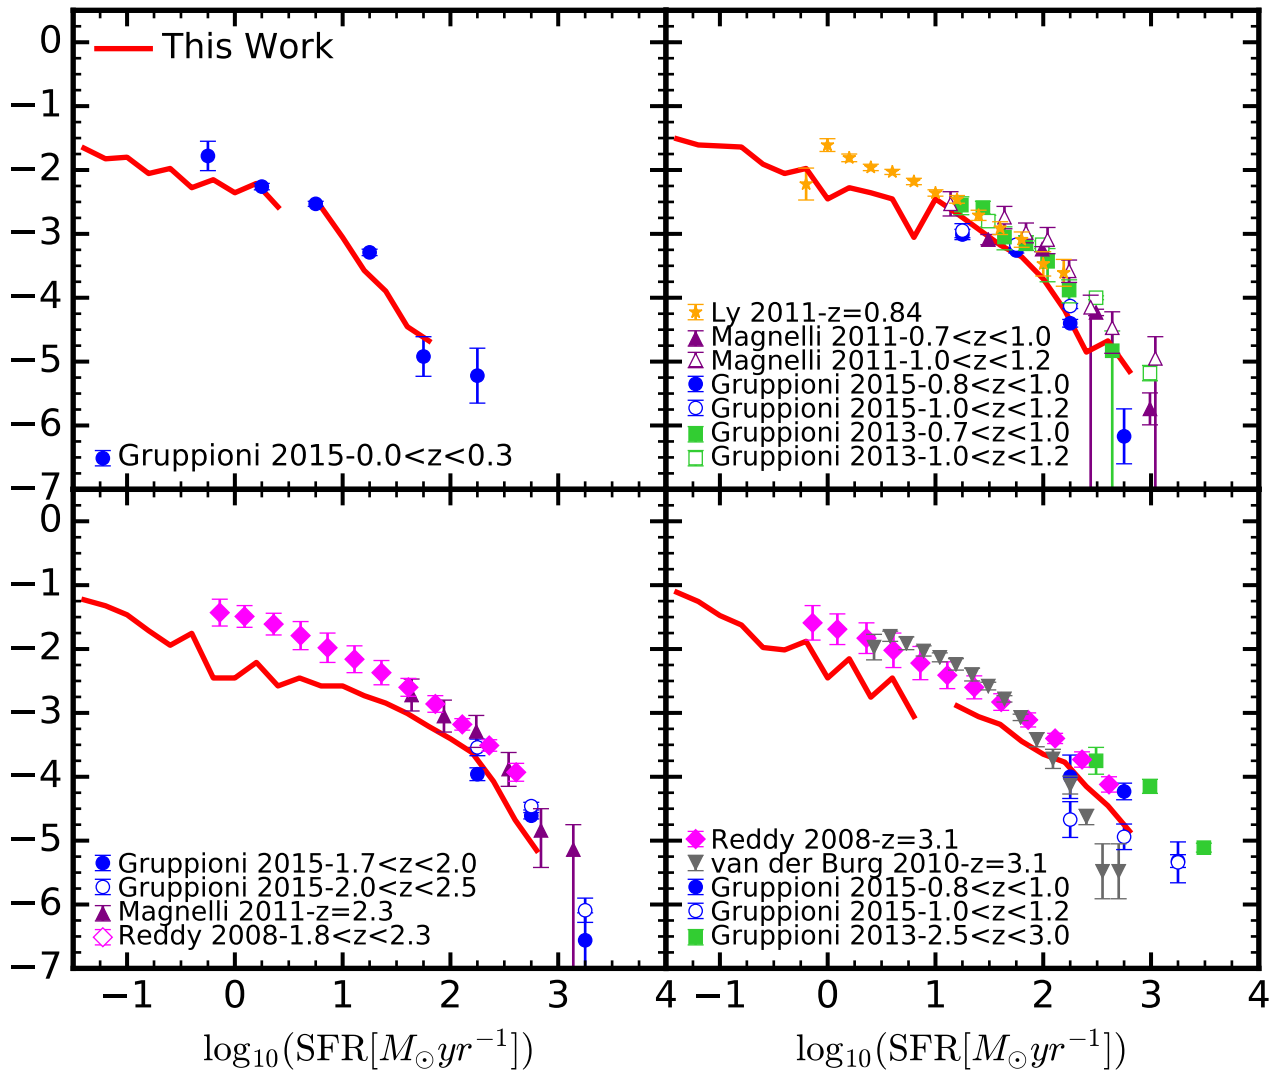 This Work
0
−1
−2
−3
−4
−5
−6
−7
Gruppioni 2015-0.0<z<0.3
Ly 2011-z=0.84
Magnelli 2011-0.7<z<1.0
Magnelli 2011-1.0<z<1.2
Gruppioni 2015-0.8<z<1.0
Gruppioni 2015-1.0<z<1.2
Gruppioni 2013-0.7<z<1.0
Gruppioni 2013-1.0<z<1.2
0
−1
−2
−3
−4
−5
−6
−7
Gruppioni 2015-1.7<z<2.0
Gruppioni 2015-2.0<z<2.5
Magnelli 2011-z=2.3
Reddy 2008-1.8<z<2.3
Reddy 2008-z=3.1
van der Burg 2010-z=3.1
Gruppioni 2015-0.8<z<1.0
Gruppioni 2015-1.0<z<1.2
Gruppioni 2013-2.5<z<3.0
−1 0 1 2 3 4 −1 0 1 2 3 4
log₁₀(SFR[M⊙yr⁻¹]) log₁₀(SFR[M⊙yr⁻¹])